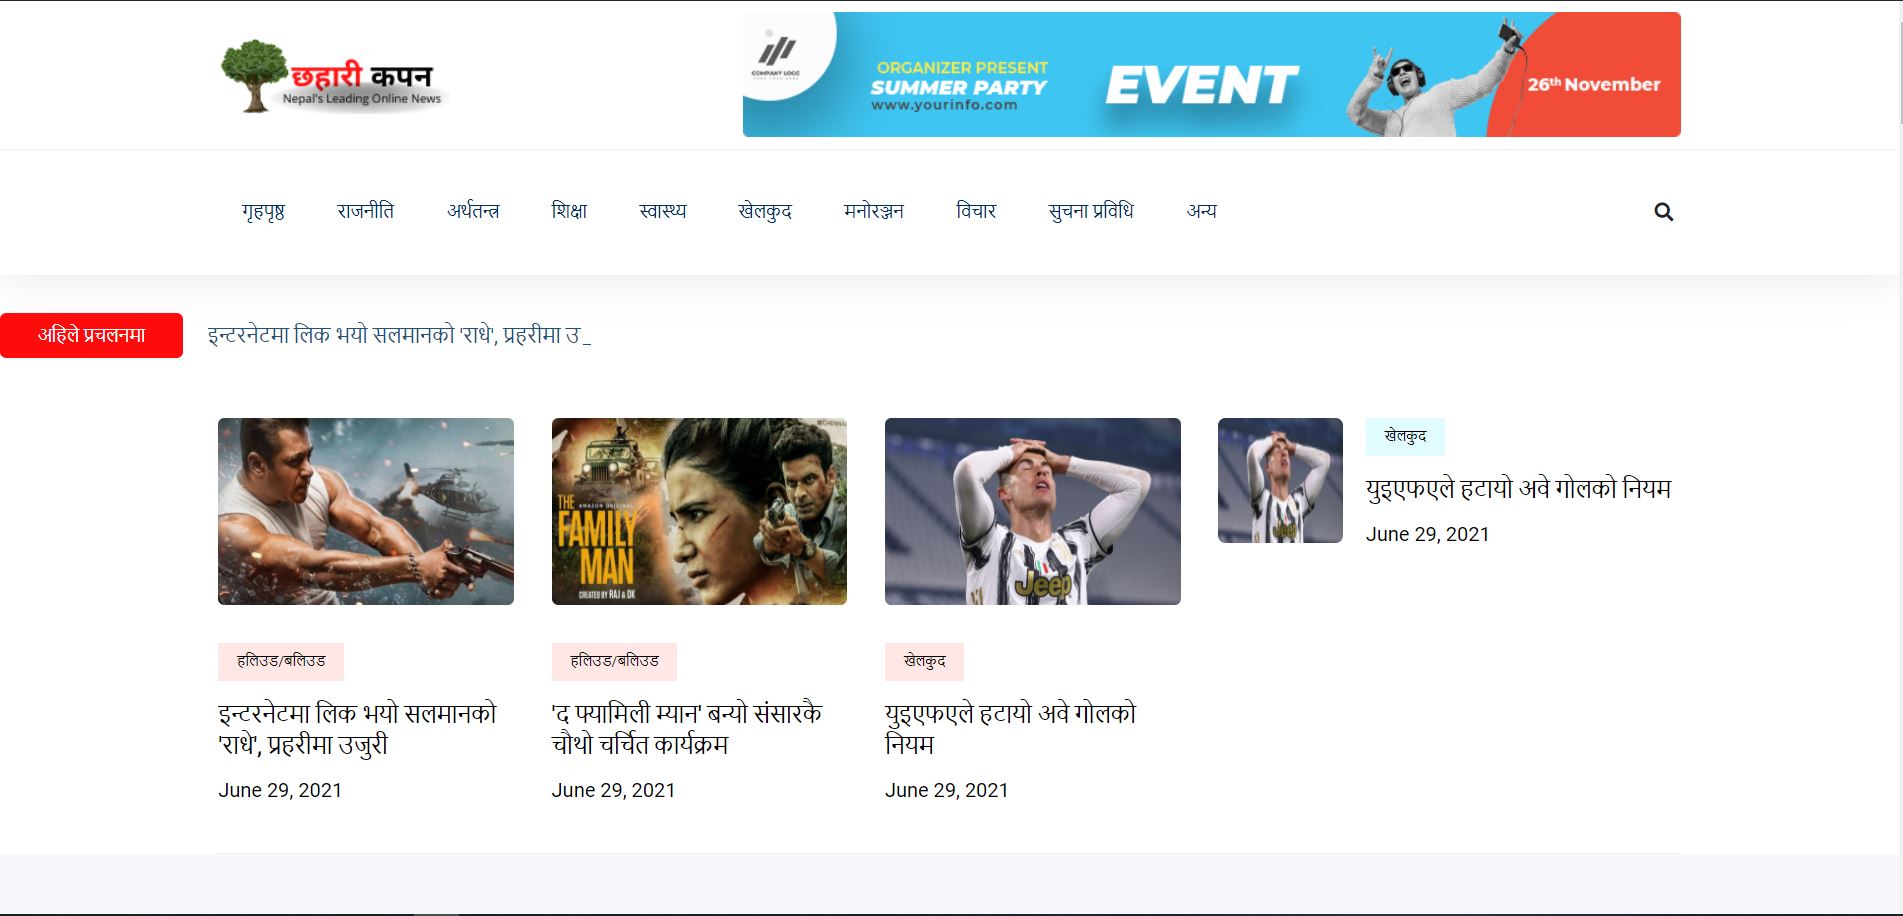 छहारी कपन
Nepal's Leading Online News
COMPANY LOGO
ORGANIZER PRESENT
SUMMER PARTY
www.yourinfo.com
EVENT
26th November
गृहपृष्ठ राजनीति अर्थतन्त्र शिक्षा स्वास्थ्य खेलकुद मनोरञ्जन विचार सुचना प्रविधि अन्य
अहिले प्रचलनमा
इन्टरनेटमा लिक भयो सलमानको 'राधे', प्रहरीमा उ_
THE
AMAZON ORIGINAL
FAMILY
MAN
CREATED BY RAJ & DK
Jeep
Jeep
हलिउड/बलिउड
इन्टरनेटमा लिक भयो सलमानको
'राधे', प्रहरीमा उजुरी
June 29, 2021
हलिउड/बलिउड
'द फ्यामिली म्यान' बन्यो संसारकै
चौथो चर्चित कार्यक्रम
June 29, 2021
खेलकुद
युइएफएले हटायो अवे गोलको
नियम
June 29, 2021
खेलकुद
युइएफएले हटायो अवे गोलको नियम
June 29, 2021